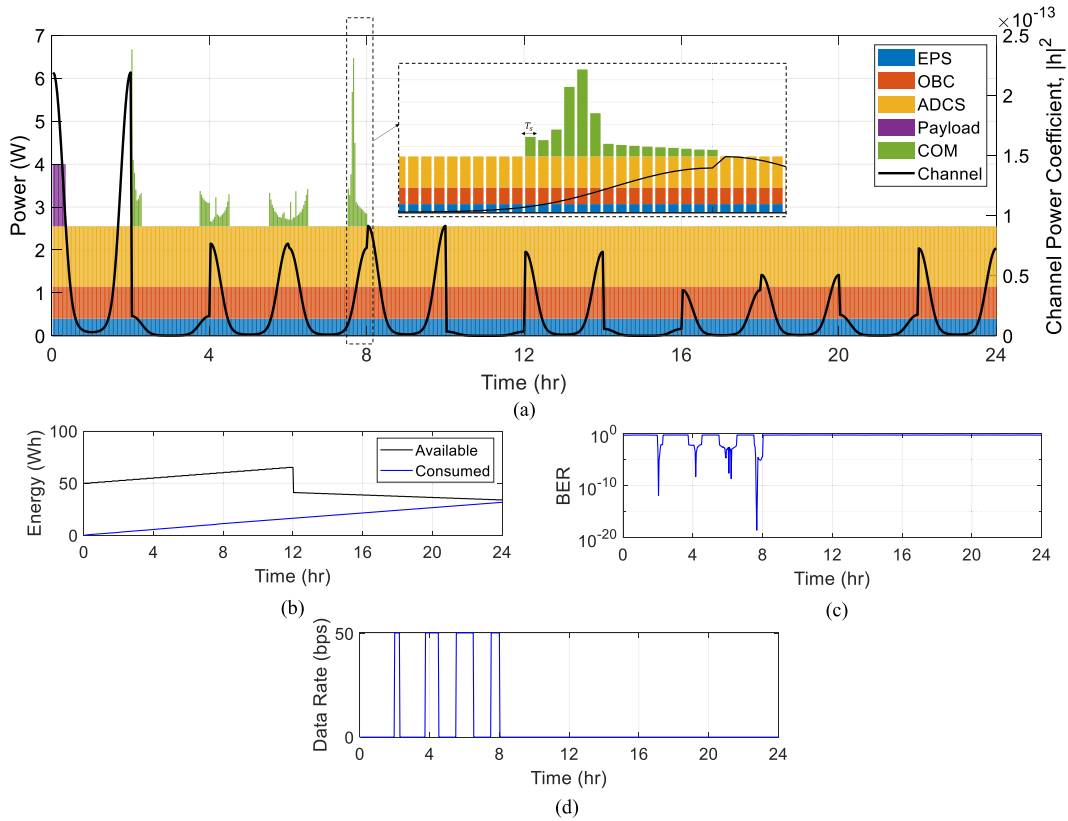 ×10⁻¹³
7 6 5 4 3 2 1 0
Power (W)
2.5 2 1.5 1 0.5 0
Channel Power Coefficient, |h|²
EPS
OBC
ADCS
Payload
COM
Channel
Tₛ
0 4 8 12 16 20 24
Time (hr)
(a)
100 50 0
Energy (Wh)
Available
Consumed
0 4 8 12 16 20 24
Time (hr)
(b)
10⁰ 10⁻¹⁰ 10⁻²⁰
BER
0 4 8 12 16 20 24
Time (hr)
(c)
50 0
Data Rate (bps)
0 4 8 12 16 20 24
Time (hr)
(d)